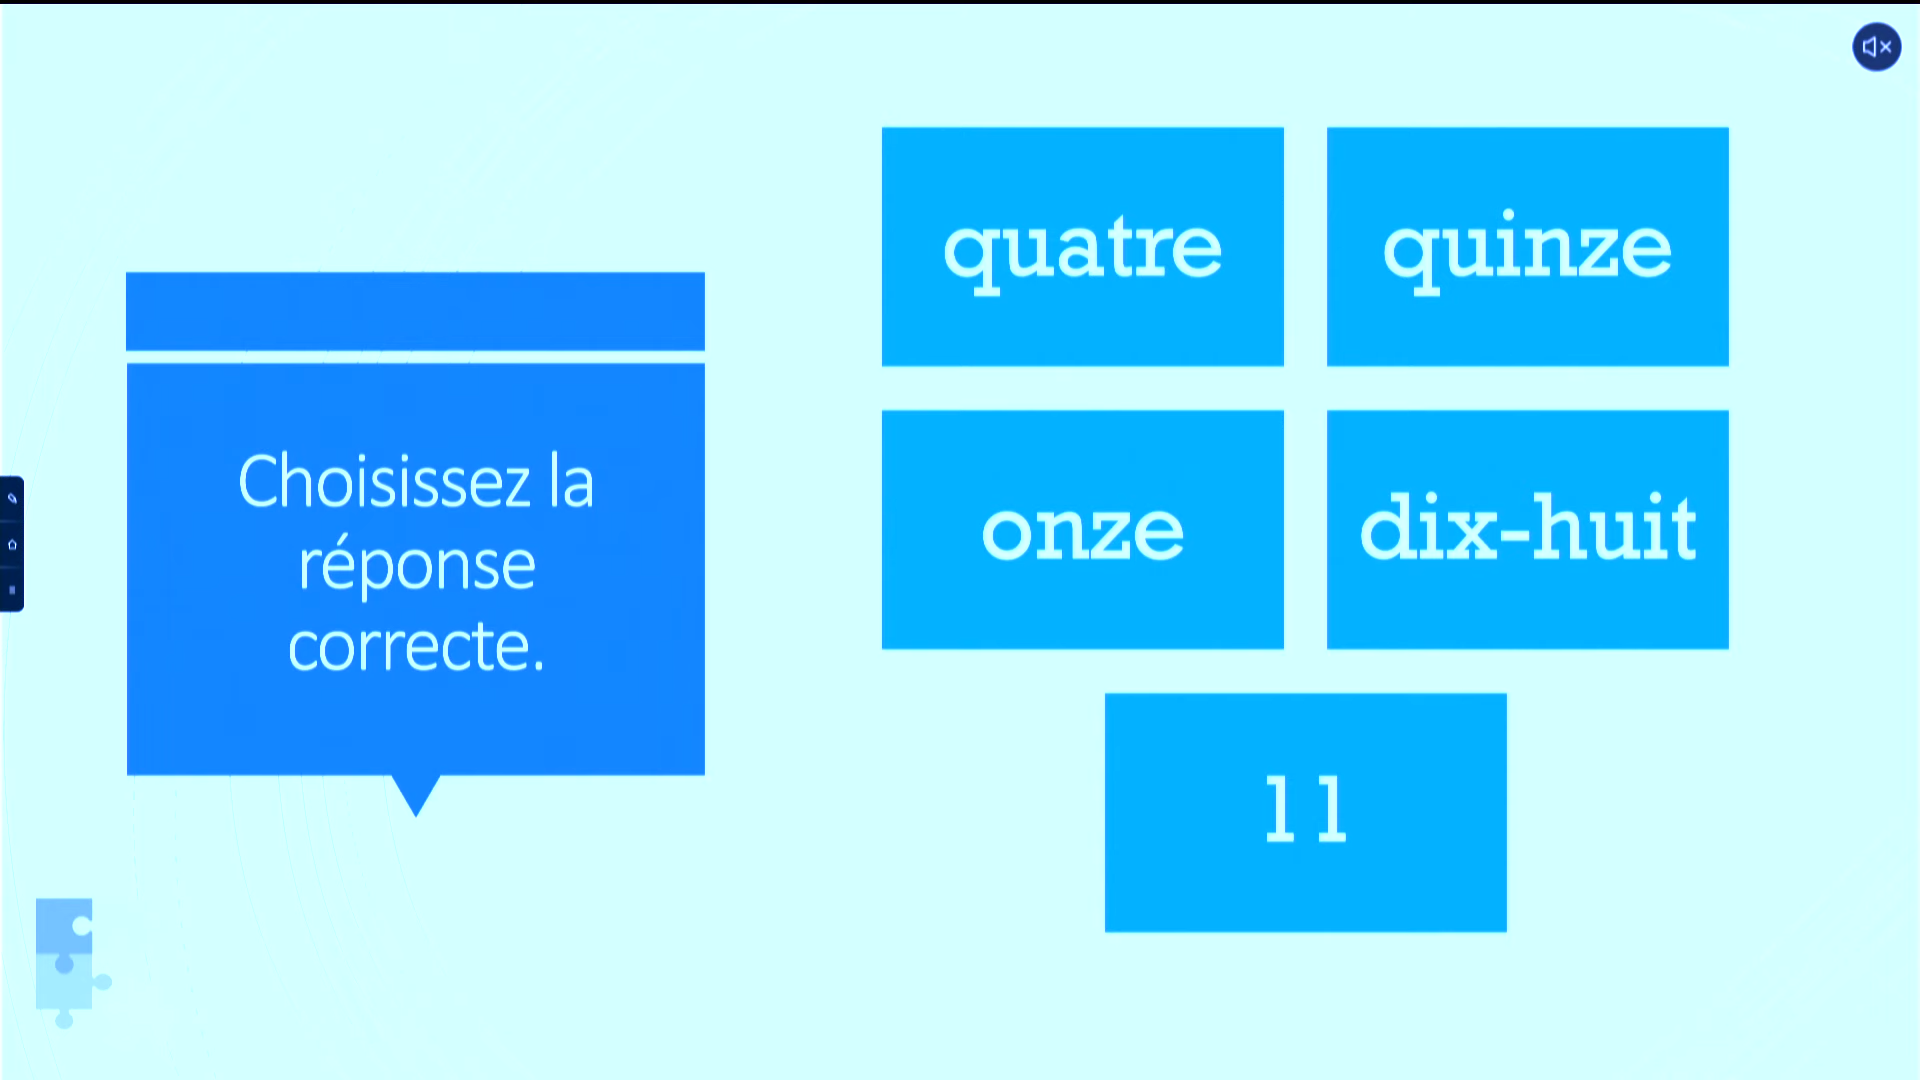 Choisissez la
réponse
correcte.
quatre
quinze
onze
dix-huit
11